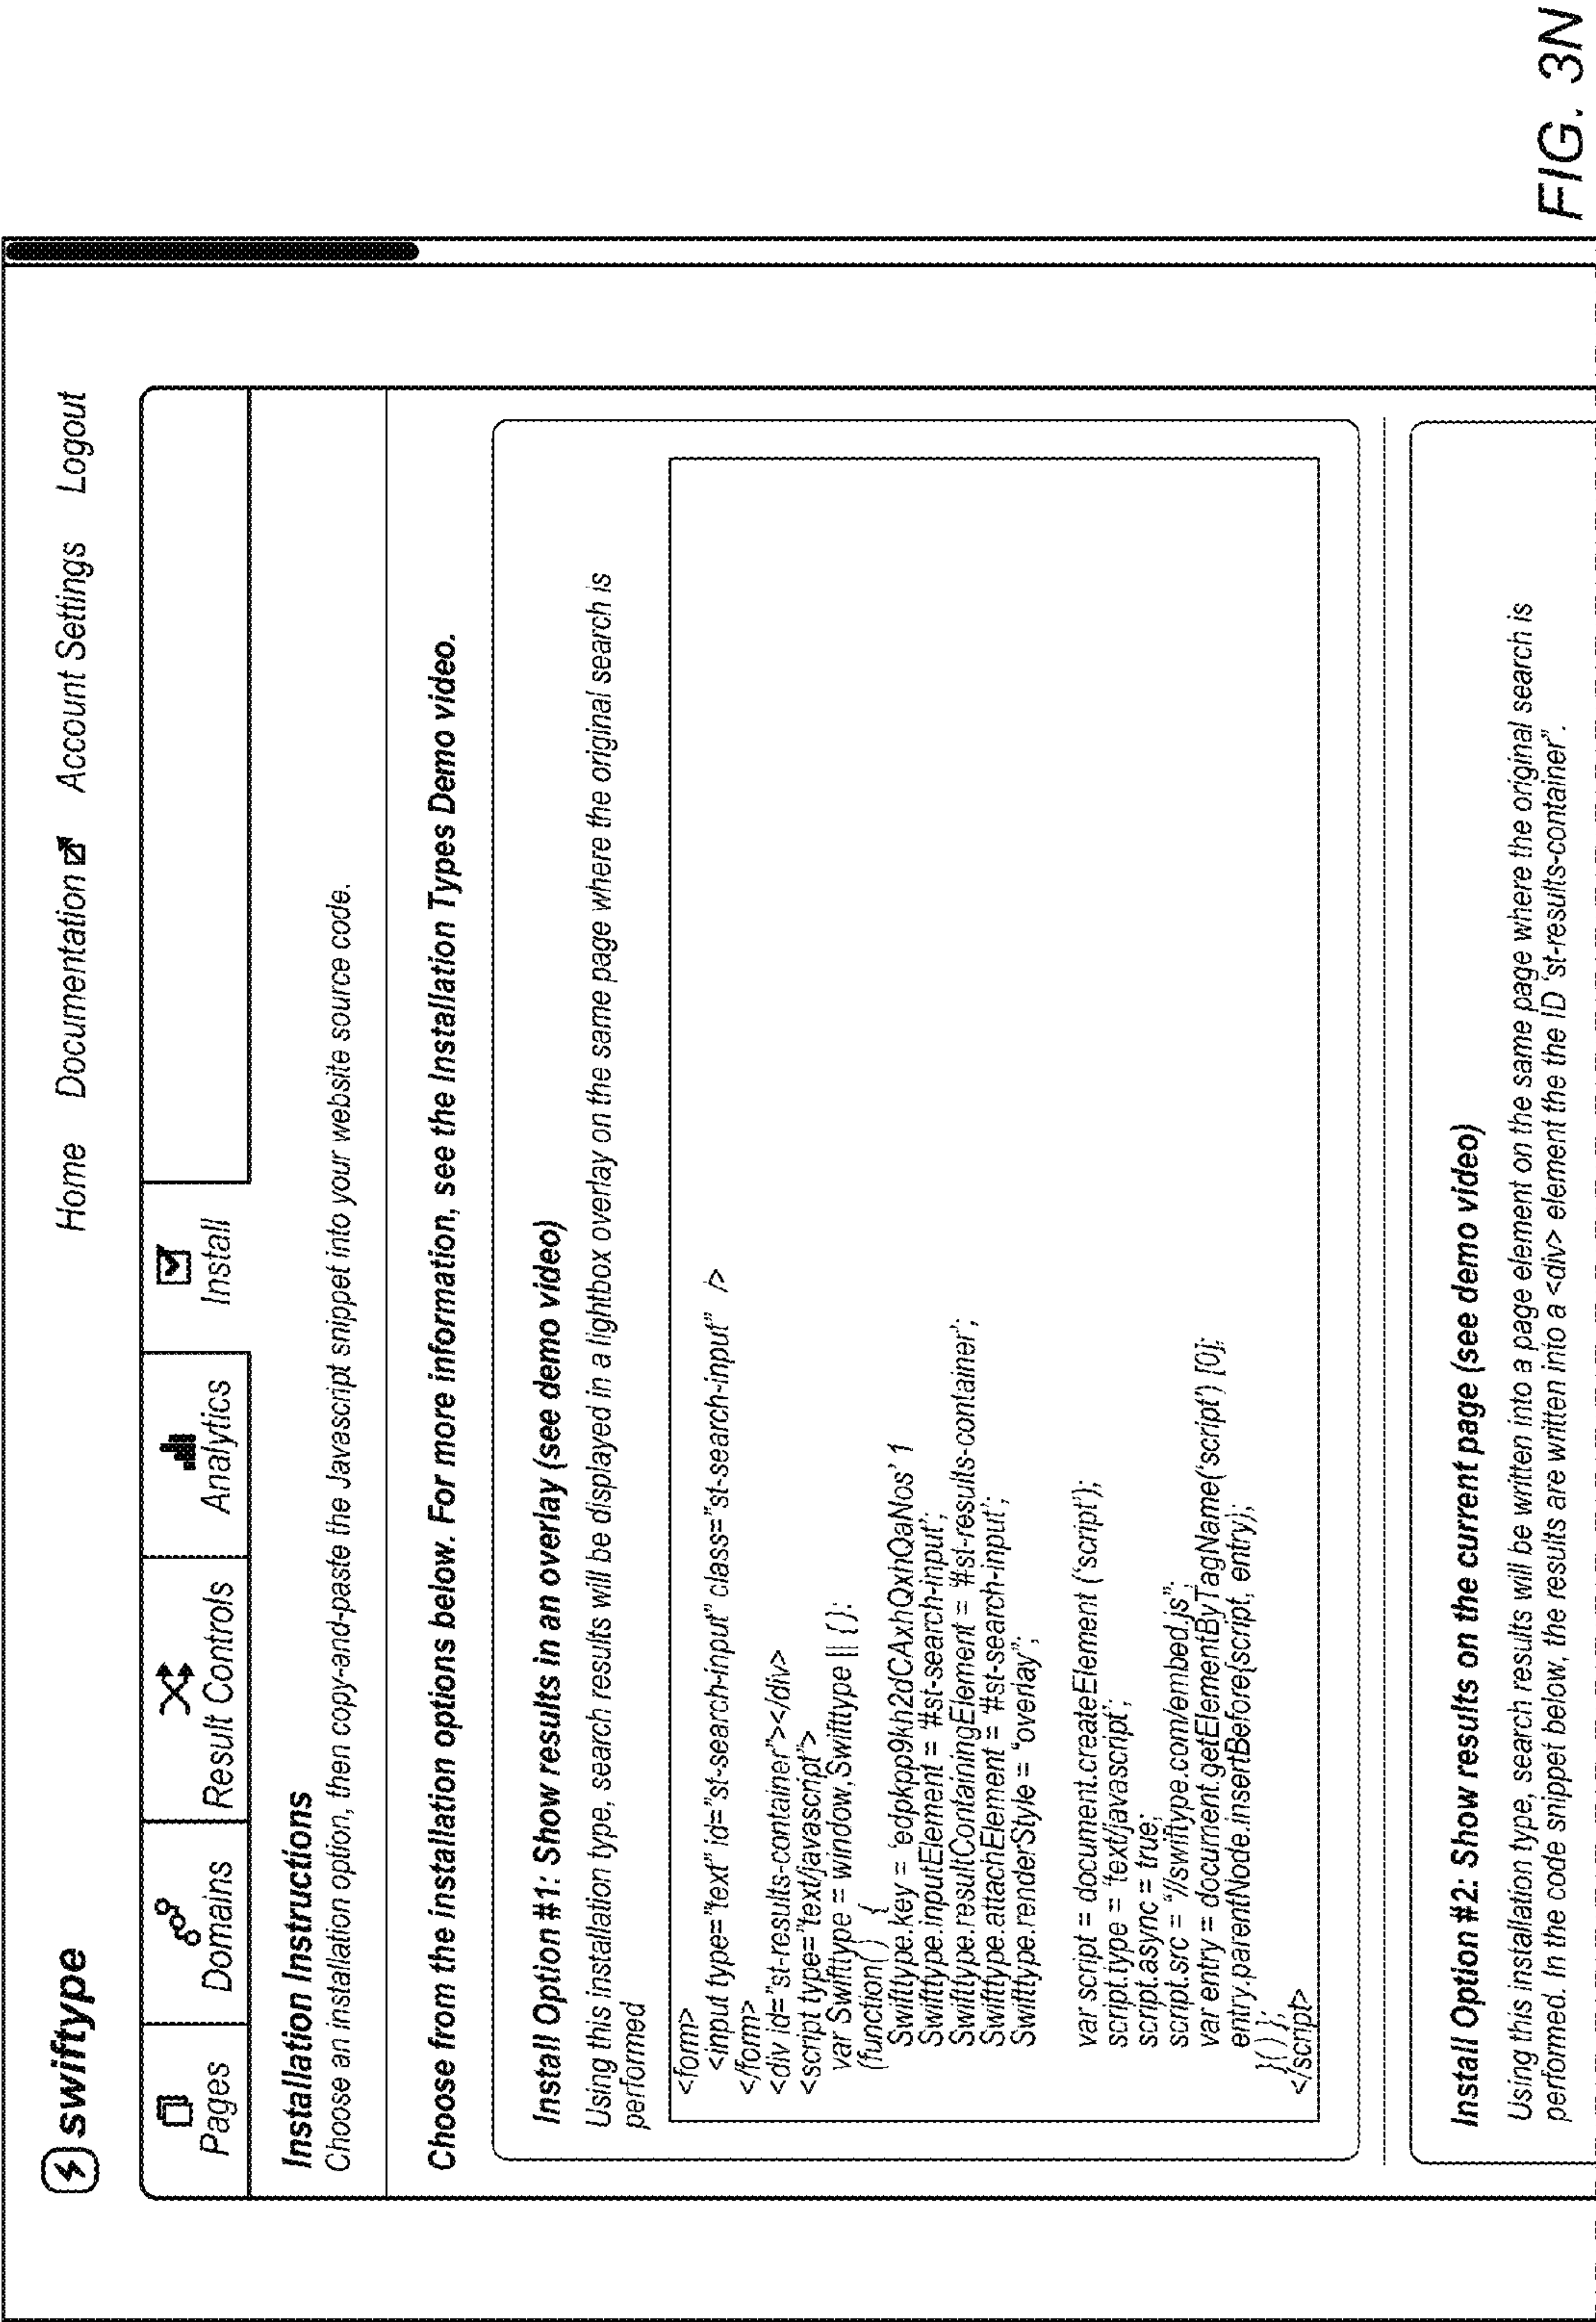 swiftype
Home Documentation Account Settings Logout
Pages Domains Result Controls Analytics Install
Installation Instructions
Choose an installation option, then copy-and-paste the Javascript snippet into your website source code.
Choose from the installation options below. For more information, see the Installation Types Demo video.
Install Option #1: Show results in an overlay (see demo video)
Using this installation type, search results will be displayed in a lightbox overlay on the same page where the original search is
performed
<form>
<input type="text" id="st-search-input" class="st-search-input" />
</form>
<div id="st-results-container"></div>
<script type="text/javascript">
var Swifttype = window,Swifttype || {}:
(function() {
Swifttype.key = 'edpkpp9kh2dCAxhQxhQaNos' 1
Swifttype.inputElement = '#st-search-input';
Swifttype.resultContainingElement = '#st-results-container';
Swifttype.attachElement = '#st-search-input';
Swifttype.renderStyle = "overlay";
var script = document.createElement ('script');
script.type = 'text/javascript';
script.async = true;
script.src = "//swiftype.com/embed.js";
var entry = document.getElementByTagName('script') [0];
entry.parentNode.insertBefore(script, entry);
}() );
</script>
Install Option #2: Show results on the current page (see demo video)
Using this installation type, search results will be written into a page element on the same page where the original search is
performed. In the code snippet below, the results are written into a <div> element the the ID 'st-results-container".
FIG. 3N